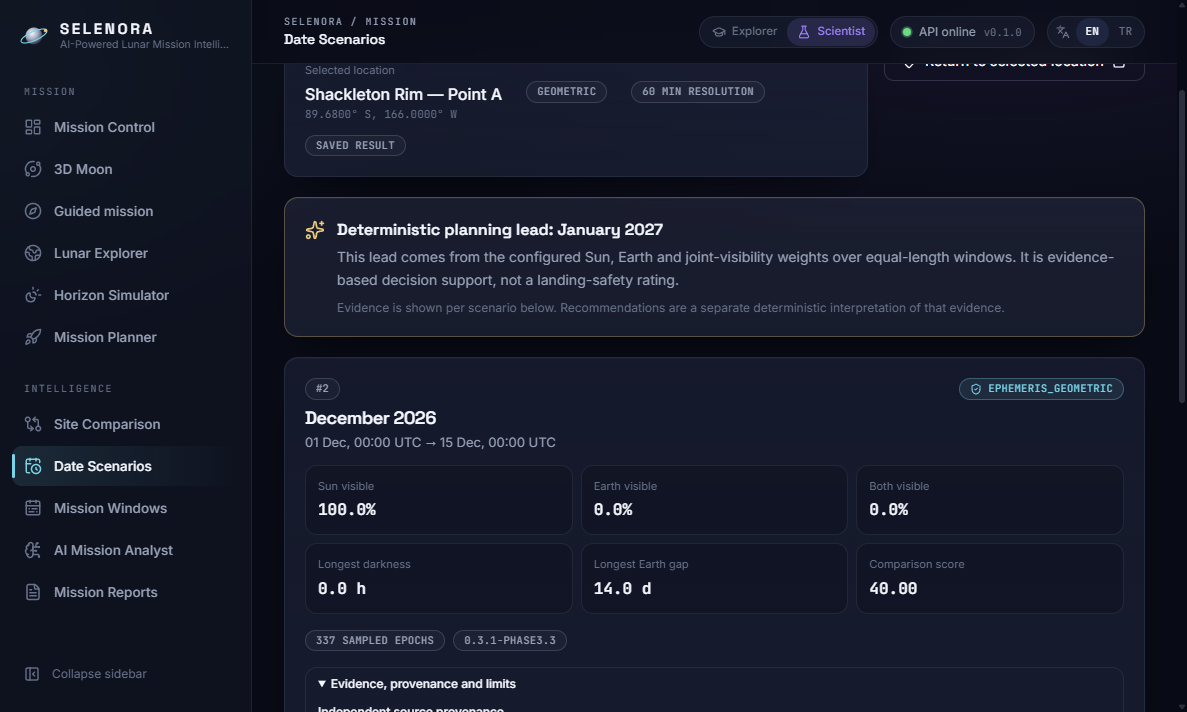 SELENORA
AI-Powered Lunar Mission Intelli...
MISSION
Mission Control
3D Moon
Guided mission
Lunar Explorer
Horizon Simulator
Mission Planner
INTELLIGENCE
Site Comparison
Date Scenarios
Mission Windows
AI Mission Analyst
Mission Reports
Collapse sidebar
SELENORA / MISSION
Date Scenarios
Explorer
Scientist
API online v0.1.0
EN
TR
Return to selected location
Selected location
Shackleton Rim — Point A
GEOMETRIC
60 MIN RESOLUTION
89.6800° S, 166.0000° W
SAVED RESULT
Deterministic planning lead: January 2027
This lead comes from the configured Sun, Earth and joint-visibility weights over equal-length windows. It is evidence-
based decision support, not a landing-safety rating.
Evidence is shown per scenario below. Recommendations are a separate deterministic interpretation of that evidence.
#2
EPHEMERIS_GEOMETRIC
December 2026
01 Dec, 00:00 UTC → 15 Dec, 00:00 UTC
Sun visible
100.0%
Earth visible
0.0%
Both visible
0.0%
Longest darkness
0.0 h
Longest Earth gap
14.0 d
Comparison score
40.00
337 SAMPLED EPOCHS
0.3.1-PHASE3.3
▼ Evidence, provenance and limits
Independent source provenance